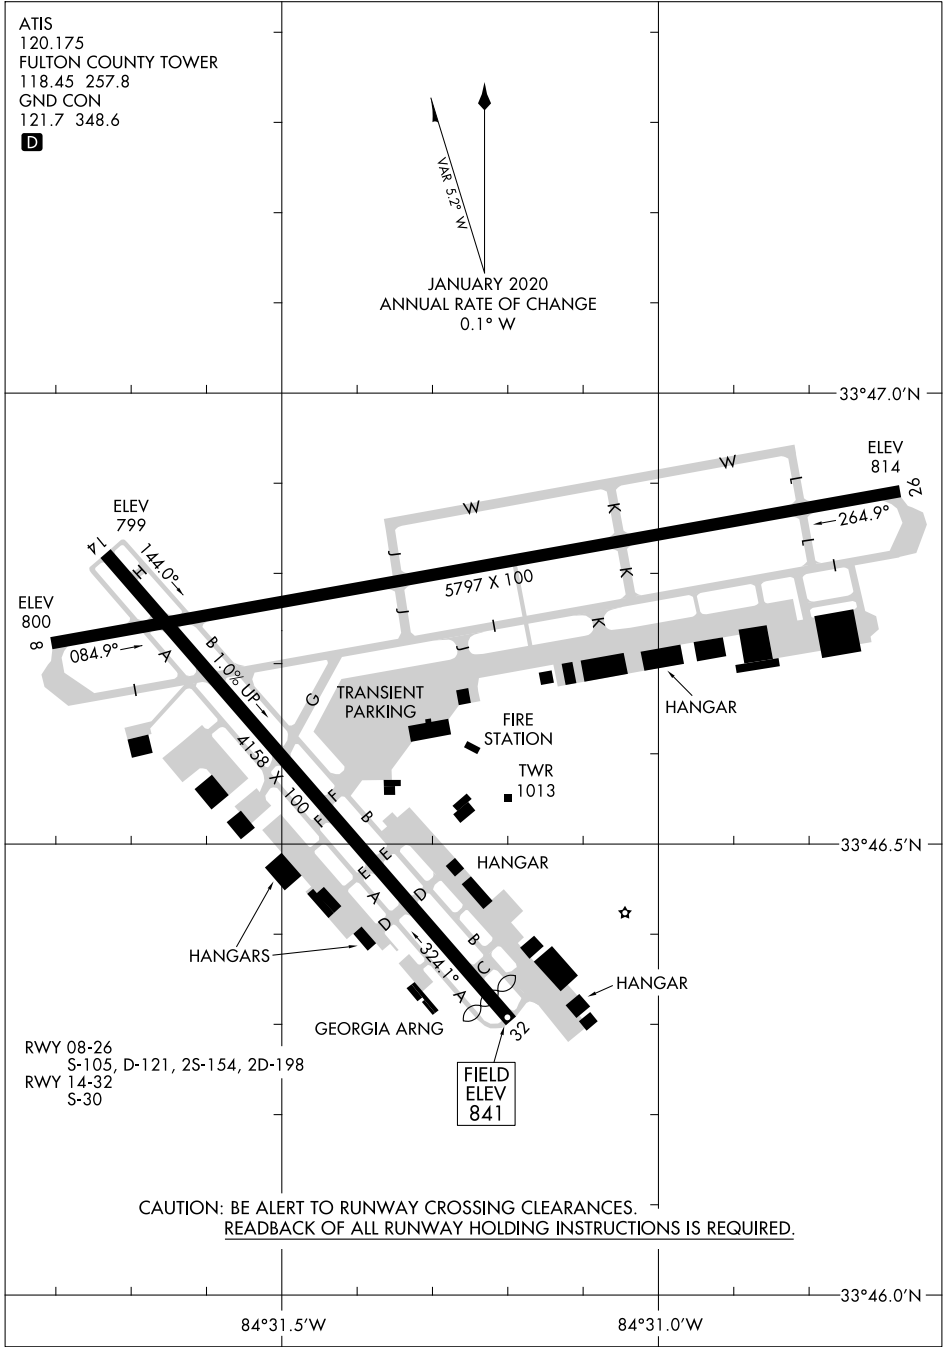 ATIS
120.175
FULTON COUNTY TOWER
118.45 257.8
GND CON
121.7 348.6
D
VAR 5.2° W
JANUARY 2020
ANNUAL RATE OF CHANGE
0.1° W
33°47.0'N
ELEV
814
26
264.9°
W
W
L
L
K
K
J
J
I
5797 X 100
ELEV
799
14
144.0°
H
ELEV
800
8
084.9°
A
B
1.0% UP
I
K
I
J
G
TRANSIENT
PARKING
HANGAR
FIRE
STATION
TWR
1013
4158 X 100
F
F
B
33°46.5'N
E
E
HANGAR
D
A
D
B
HANGARS
324.1°
C
A
HANGAR
GEORGIA ARNG
32
RWY 08-26
S-105, D-121, 2S-154, 2D-198
RWY 14-32
S-30
FIELD
ELEV
841
CAUTION: BE ALERT TO RUNWAY CROSSING CLEARANCES.
READBACK OF ALL RUNWAY HOLDING INSTRUCTIONS IS REQUIRED.
33°46.0'N
84°31.5'W
84°31.0'W